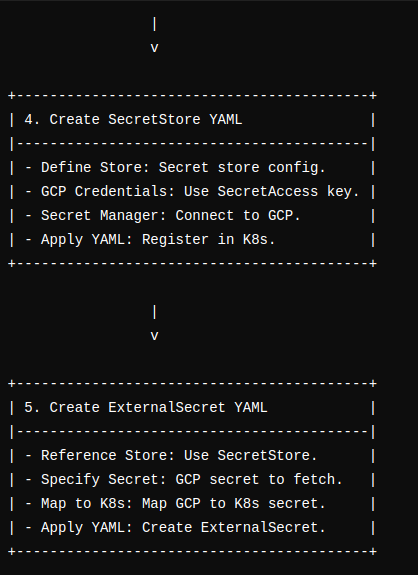 |
v
+------------------------------------------+
| 4. Create SecretStore YAML               |
|------------------------------------------|
| - Define Store: Secret store config.     |
| - GCP Credentials: Use SecretAccess key. |
| - Secret Manager: Connect to GCP.        |
| - Apply YAML: Register in K8s.           |
+------------------------------------------+
|
v
+------------------------------------------+
| 5. Create ExternalSecret YAML            |
|------------------------------------------|
| - Reference Store: Use SecretStore.      |
| - Specify Secret: GCP secret to fetch.   |
| - Map to K8s: Map GCP to K8s secret.     |
| - Apply YAML: Create ExternalSecret.     |
+------------------------------------------+